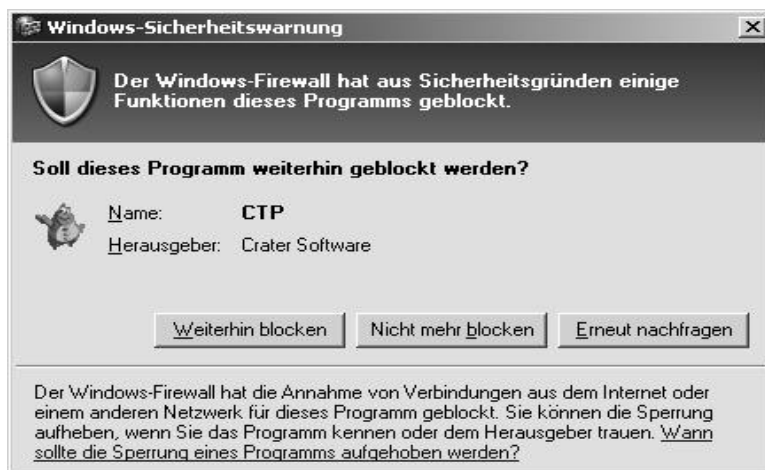 Windows-Sicherheitswarnung
Der Windows-Firewall hat aus Sicherheitsgründen einige
Funktionen dieses Programms geblockt.
Soll dieses Programm weiterhin geblockt werden?
Name: CTP
Herausgeber: Crater Software
Weiterhin blocken Nicht mehr blocken Erneut nachfragen
Der Windows-Firewall hat die Annahme von Verbindungen aus dem Internet oder
einem anderen Netzwerk für dieses Programm geblockt. Sie können die Sperrung
aufheben, wenn Sie das Programm kennen oder dem Herausgeber trauen. Wann
sollte die Sperrung eines Programms aufgehoben werden?